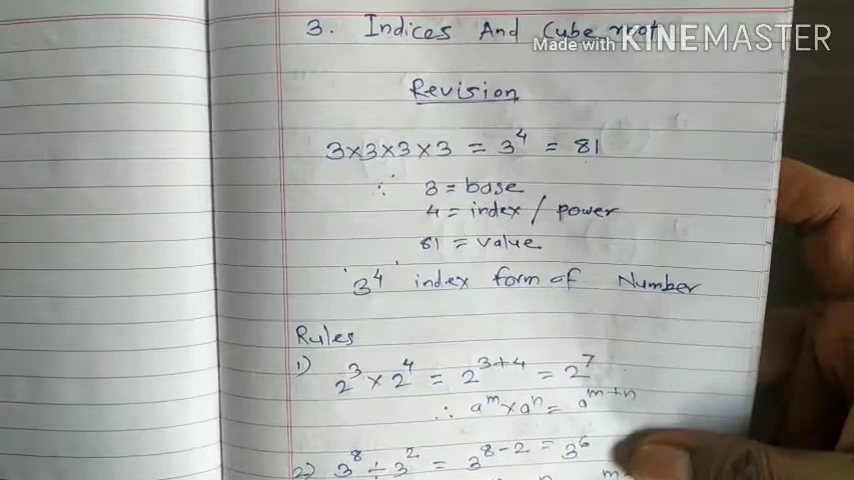 3. Indices And Cube root
Made with KINEMASTER
Revision
3×3×3×3 = 3⁴ = 81
∴ 3 = base
4 = index / power
81 = value
'3⁴' index form of Number
Rules
1) 2³ × 2⁴ = 2³⁺⁴ = 2⁷
∴ aᵐ × aⁿ = aᵐ⁺ⁿ
2) 3⁸ ÷ 3² = 3⁸⁻² = 3⁶